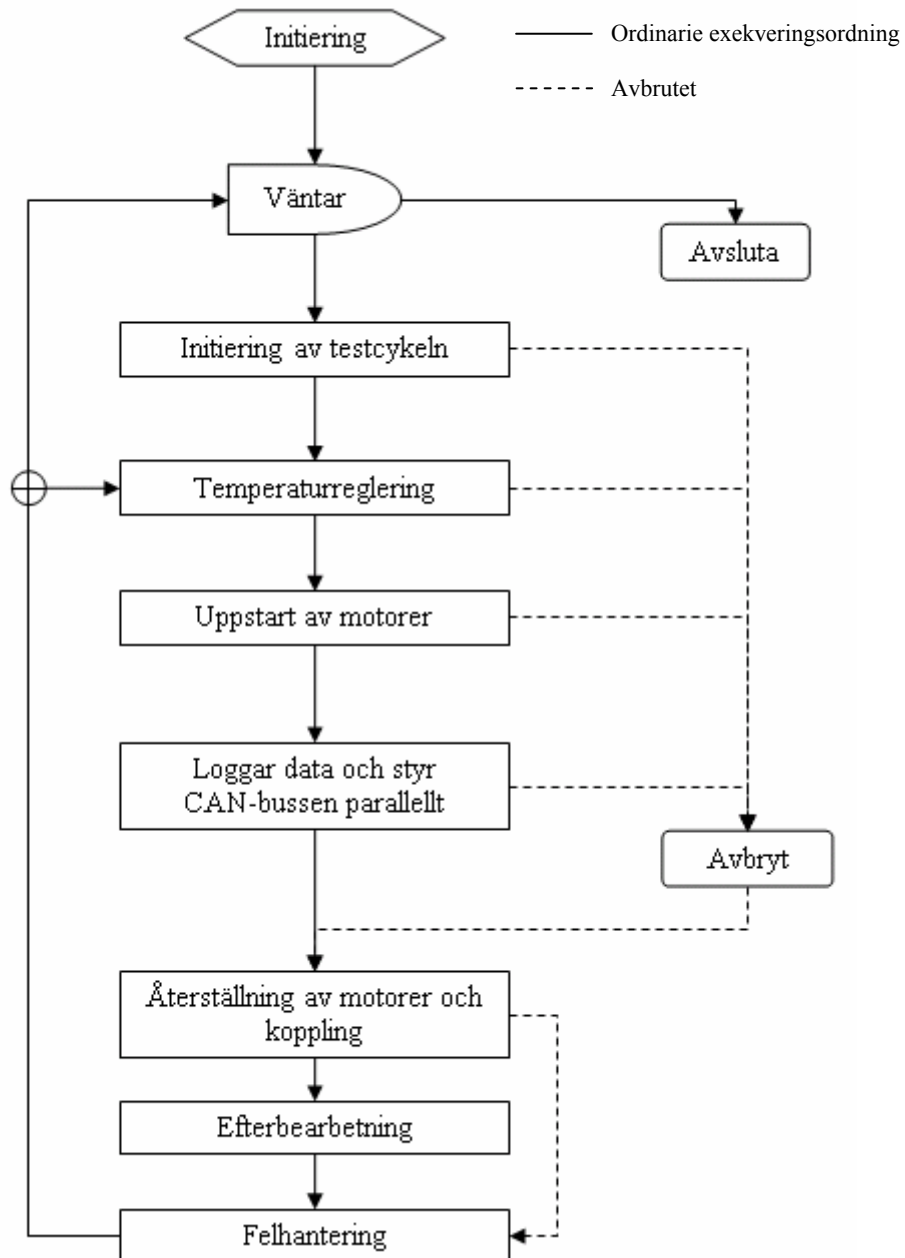 Initiering
Ordinarie exekveringsordning
Avbrutet
Väntar
Avsluta
Initiering av testcykeln
Temperaturreglering
Uppstart av motorer
Loggar data och styr
CAN-bussen parallellt
Avbryt
Återställning av motorer och
koppling
Efterbearbetning
Felhantering